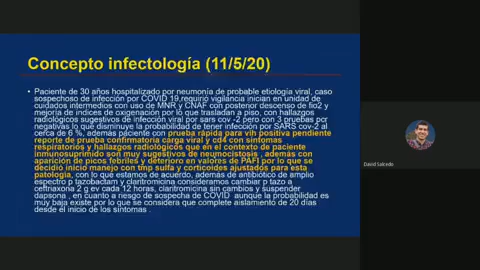 Concepto infectología (11/5/20)
• Paciente de 30 años hospitalizado por neumonía de probable etiología viral, caso
sospechoso de infección por COVID 19,requirió vigilancia inician en unidad de
cuidados intermedios con uso de MNR y CNAF con posterior descenso de fio2 y
mejoría de índices de oxigenación por lo que trasladan a piso, con hallazgos
radiológicos sugestivos de infección viral por sars cov -2 pero con 3 pruebas por
negativas lo que disminuye la probabilidad de tener infección por SARS cov-2 al
cerca de 6 %, además paciente con prueba rápida para vih positiva pendiente
reporte de prueba confirmatoria carga viral y cd4 con síntomas
respiratorios y hallazgos radiológicos que en el contexto de paciente
inmunosuprimido son muy sugestivos de neumocistosis , además con
aparición de picos febriles y deterioro en valores de PAFI por lo que se
decidió inicio manejo con tmp sulfa y corticoides ajustados para esta
patología, con lo que estamos de acuerdo, además de antibiótico de amplio
espectro p tazobactam y claritromicina consideramos cambiar p tazo a
ceftriaxona 2 g ev cada 12 horas, claritromicina sin cambios y suspender
dapsona , en cuanto a riesgo de sospecha de COVID aunque la probabilidad es
muy baja existe por lo que se considera que complete aislamiento de 20 días
desde el inicio de los síntomas .
David Salcedo